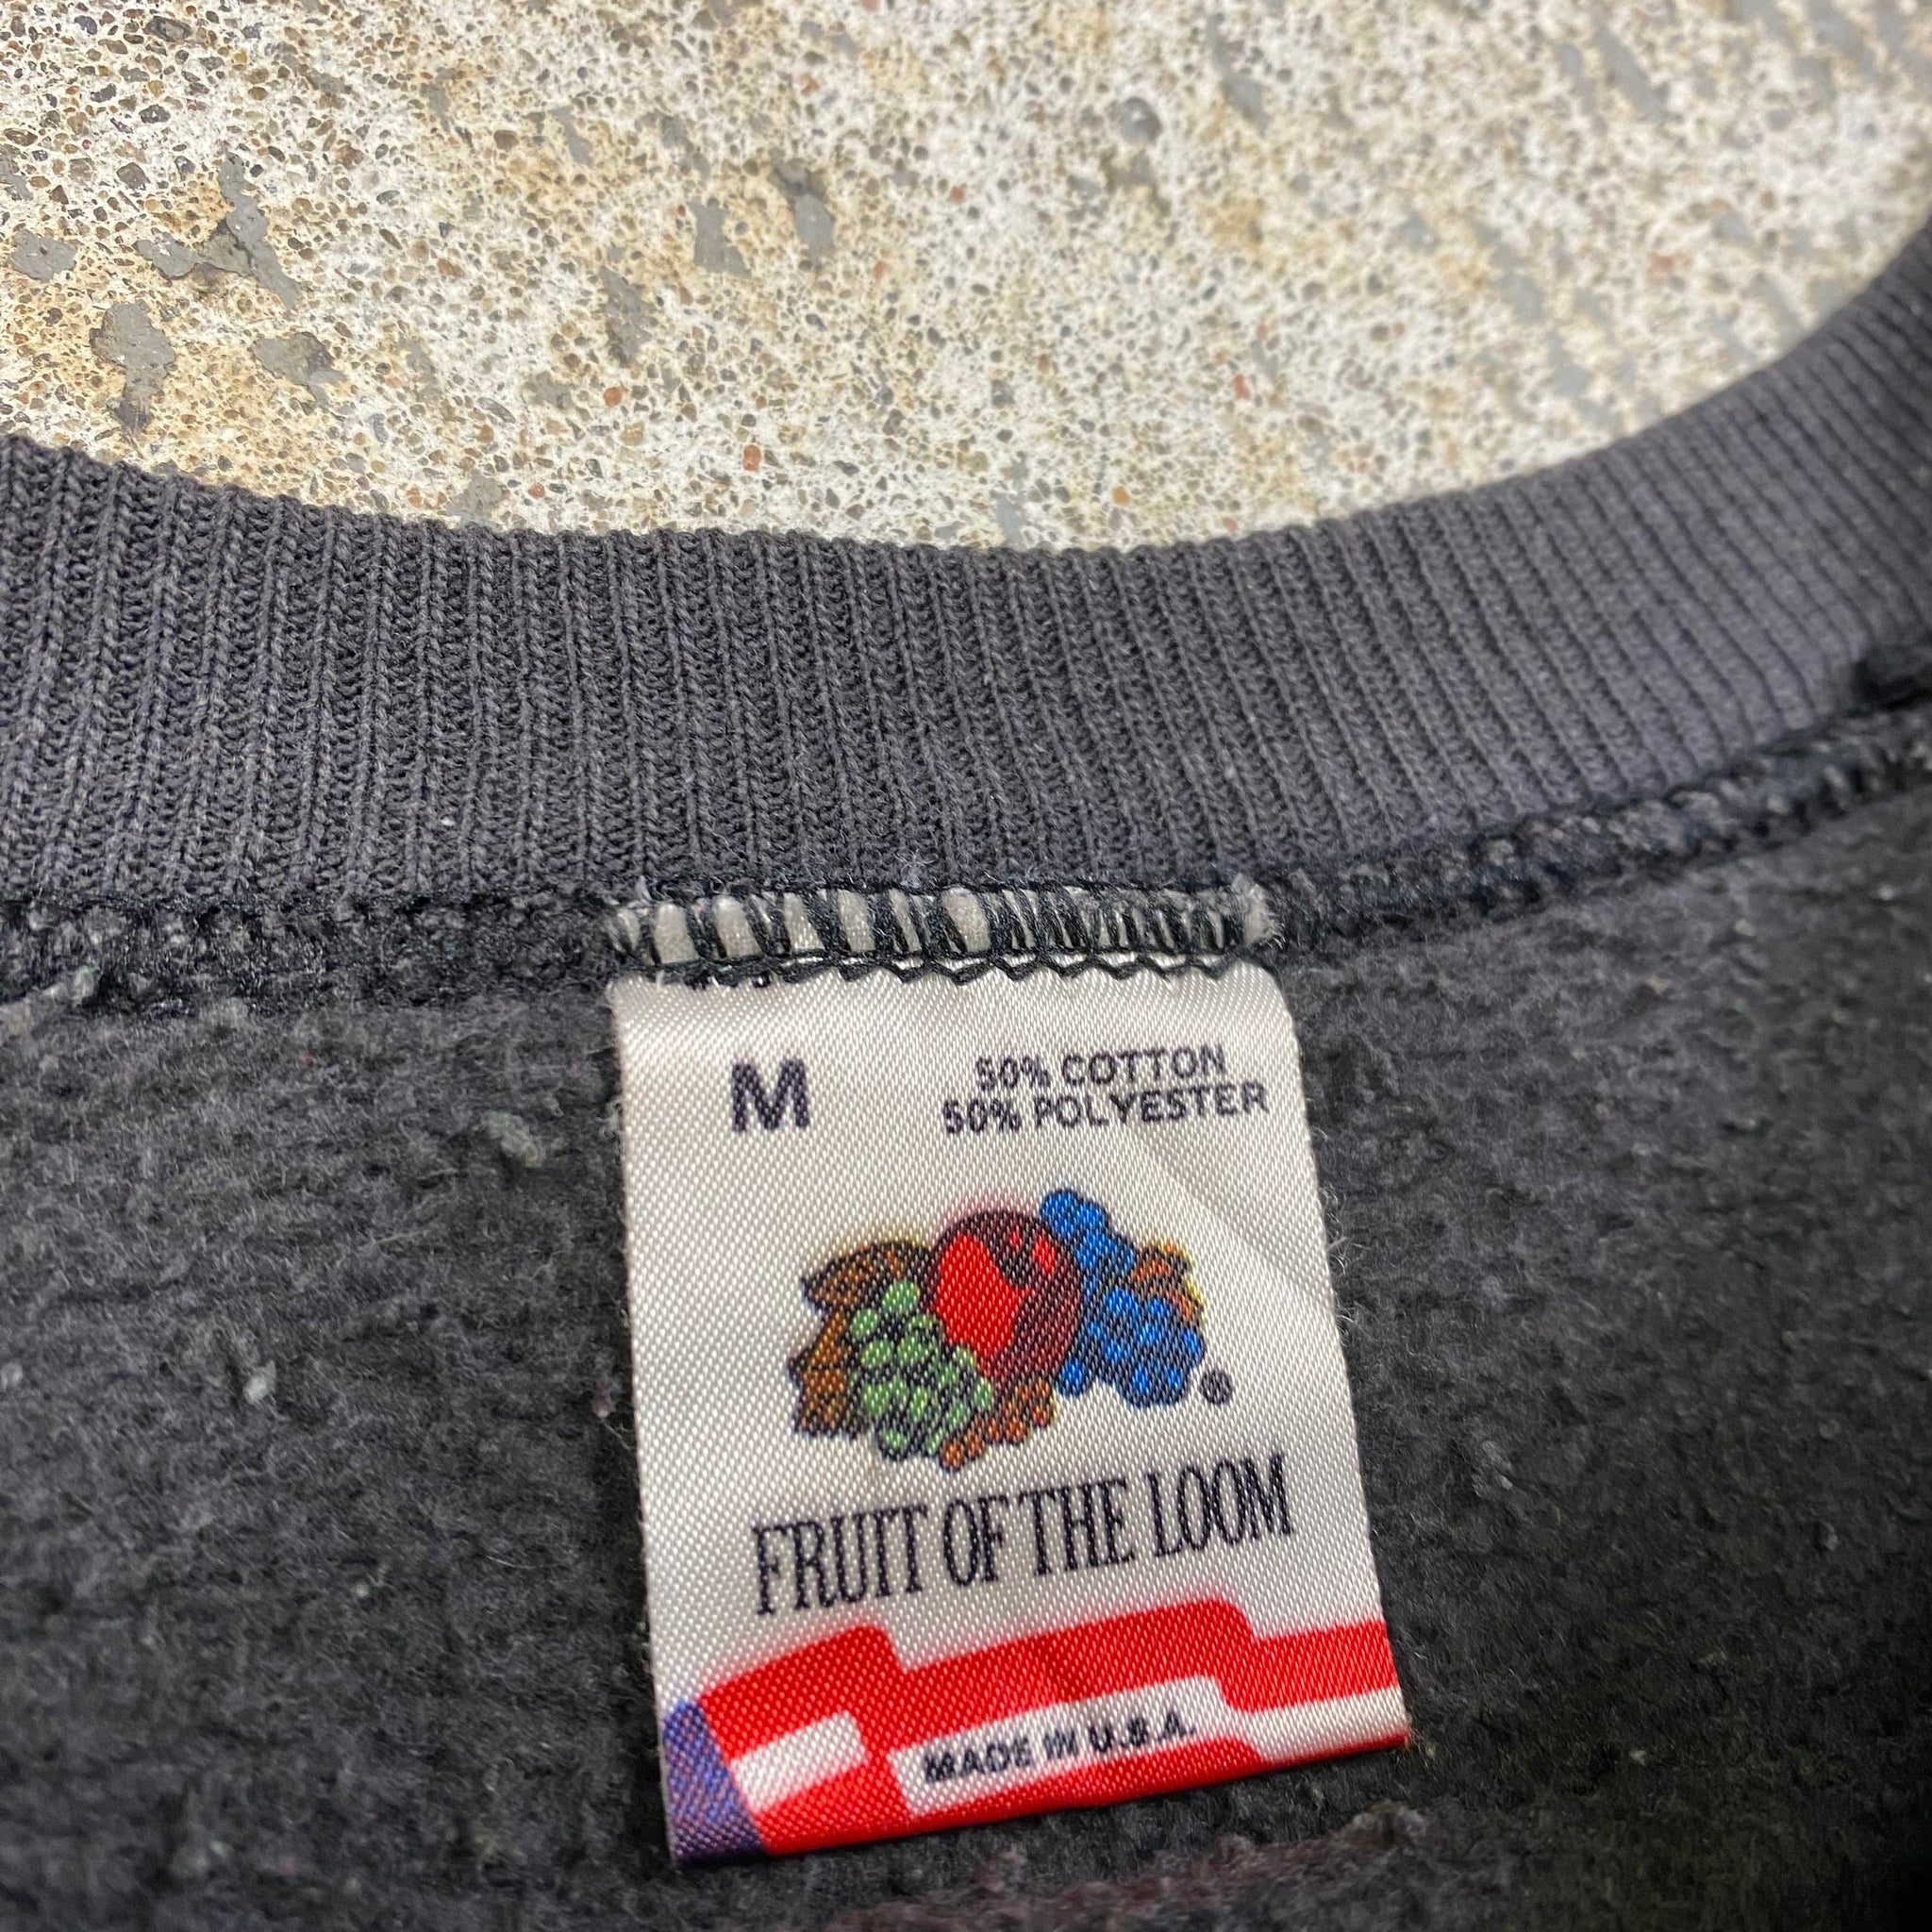 M
50% COTTON
50% POLYESTER
®
FRUIT OF THE LOOM
MADE IN U.S.A.